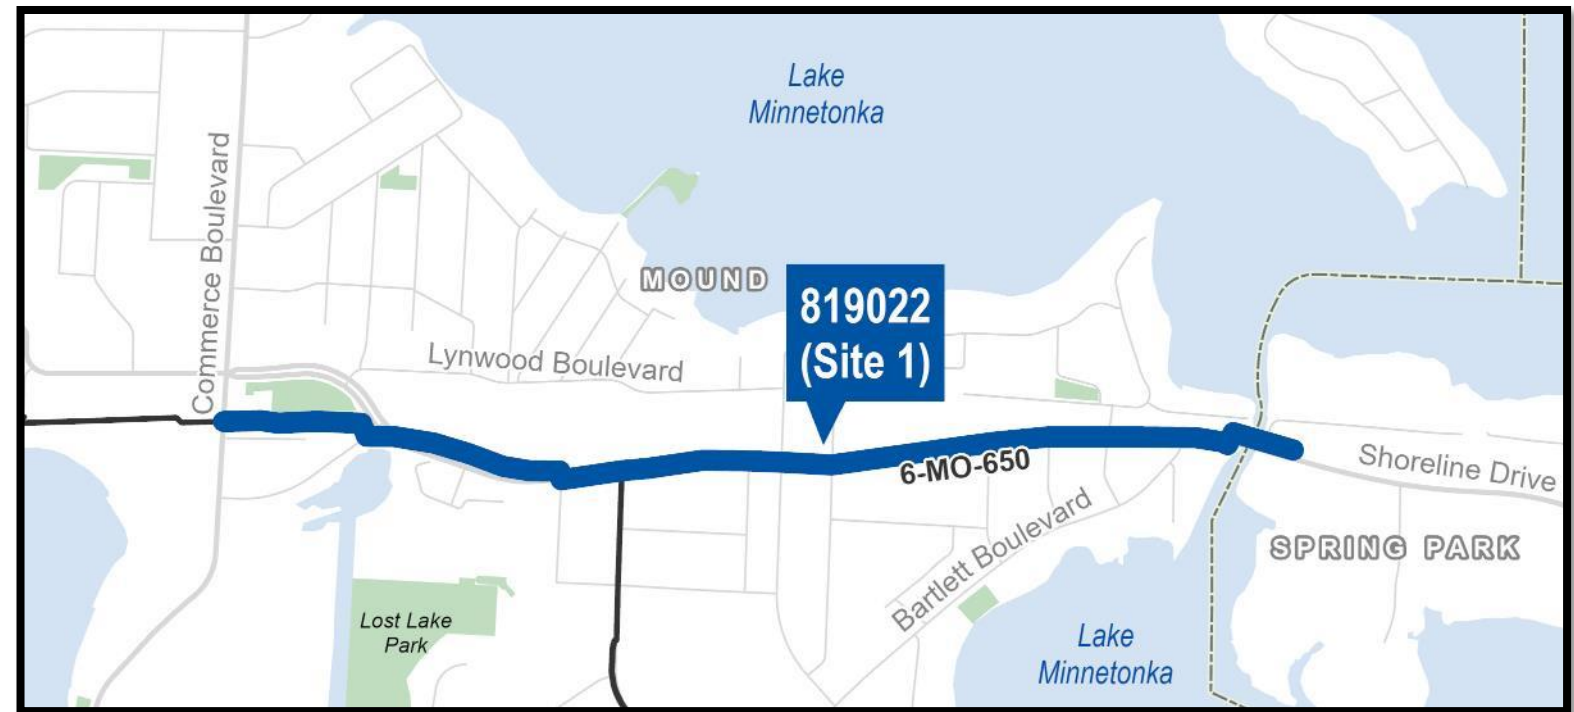 Lake
Minnetonka
Commerce Boulevard
MOUND
819022
(Site 1)
Lynwood Boulevard
6-MO-650
Shoreline Drive
Bartlett Boulevard
SPRING PARK
Lost Lake
Park
Lake
Minnetonka